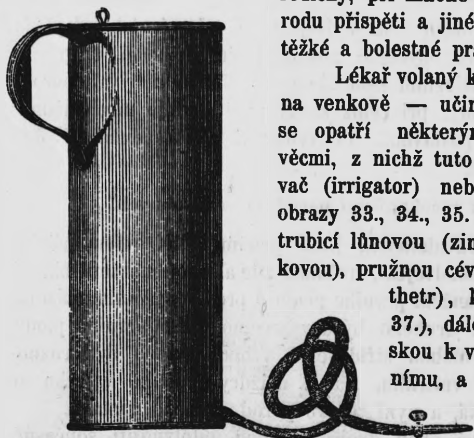 rodu přispěti a jiné
těžké a bolestné
Lékař volaný
na venkově — učin
se opatří některým
věcmi, z nichž tuto
vač (irrigator) neb
obrazy 33., 34., 35.
trubicí lůnovou (zin
kovou), pružnou cév
thetr),
37.), dále
skou k v
nímu, a